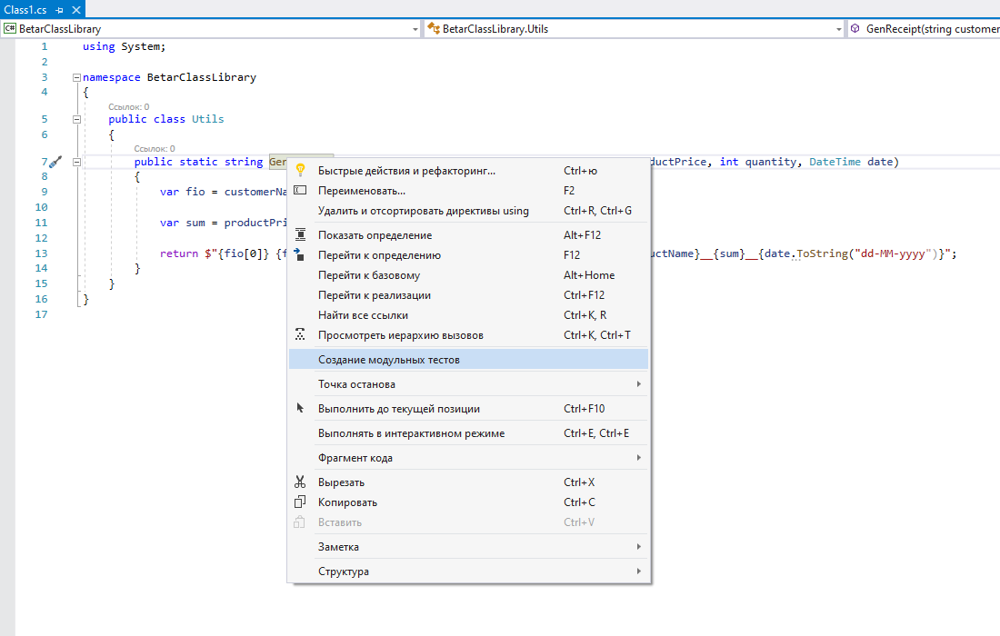 Class1.cs
C# BetarClassLibrary BetarClassLibrary.Utils GenReceipt(string customer
1 using System;
2
3 namespace BetarClassLibrary
4 {
Ссылок: 0
5 public class Utils
6 {
Ссылок: 0
7 public static string Gen ductPrice, int quantity, DateTime date)
8 {
9 var fio = customerNa
10
11 var sum = productPri
12
13 return $"{fio[0]} {f uctName}__{sum}__{date.ToString("dd-MM-yyyy")}";
14 }
15 }
16 }
17
Быстрые действия и рефакторинг... Ctrl+ю
Переименовать... F2
Удалить и отсортировать директивы using Ctrl+R, Ctrl+G
Показать определение Alt+F12
Перейти к определению F12
Перейти к базовому Alt+Home
Перейти к реализации Ctrl+F12
Найти все ссылки Ctrl+K, R
Просмотреть иерархию вызовов Ctrl+K, Ctrl+T
Создание модульных тестов
Точка останова
Выполнить до текущей позиции Ctrl+F10
Выполнять в интерактивном режиме Ctrl+E, Ctrl+E
Фрагмент кода
Вырезать Ctrl+X
Копировать Ctrl+C
Вставить Ctrl+V
Заметка
Структура